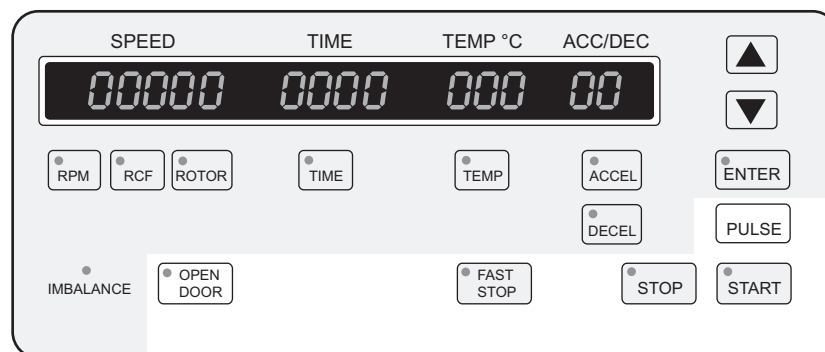 SPEED TIME TEMP °C ACC/DEC
00000 0000 000 00
RPM RCF ROTOR TIME TEMP ACCEL ENTER
DECEL PULSE
IMBALANCE OPEN DOOR FAST STOP STOP START